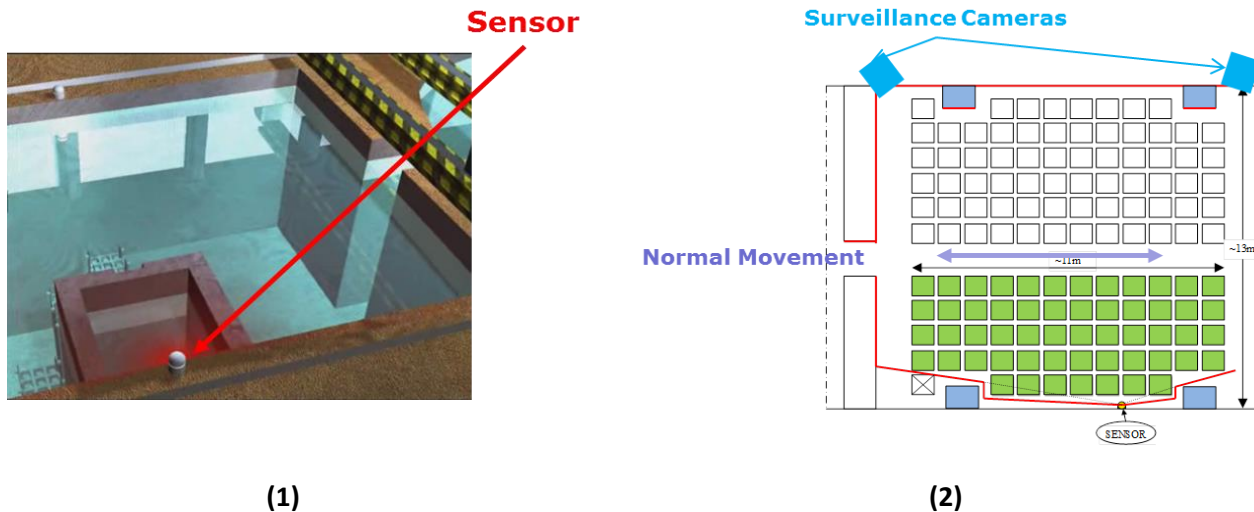 Sensor
Surveillance Cameras
Normal Movement
~11m
~13m
SENSOR
(1)
(2)